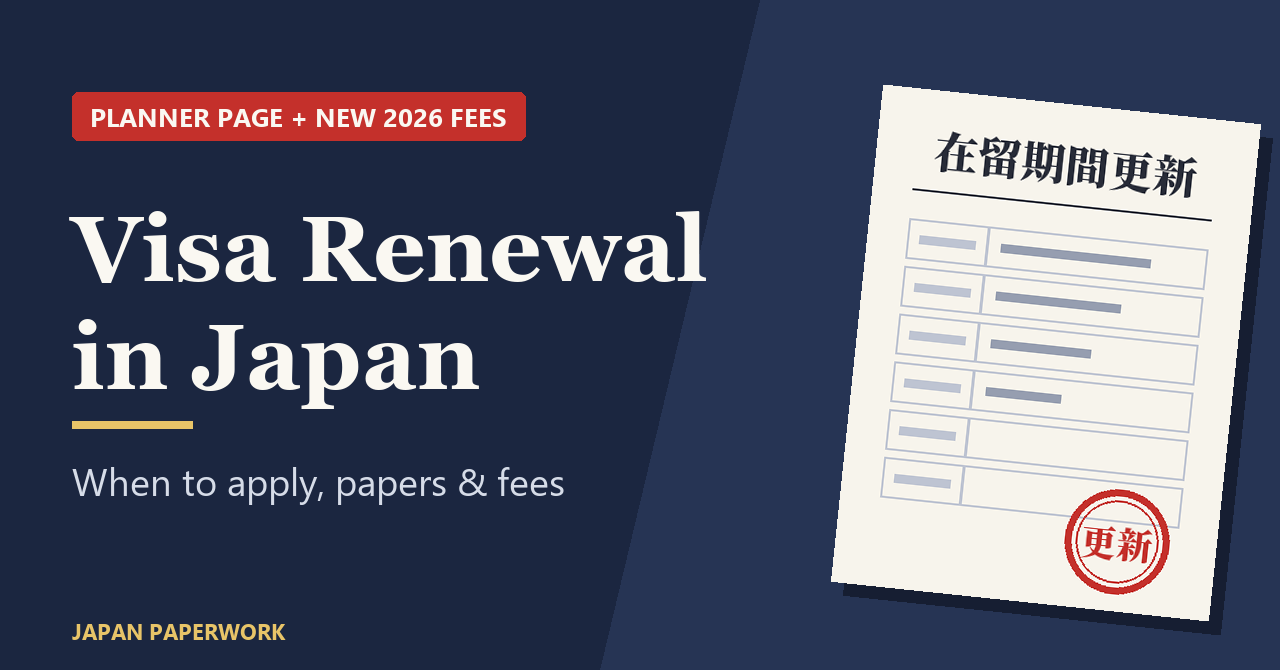 PLANNER PAGE + NEW 2026 FEES
Visa Renewal
in Japan
When to apply, papers & fees
JAPAN PAPERWORK
在留期間更新
更新